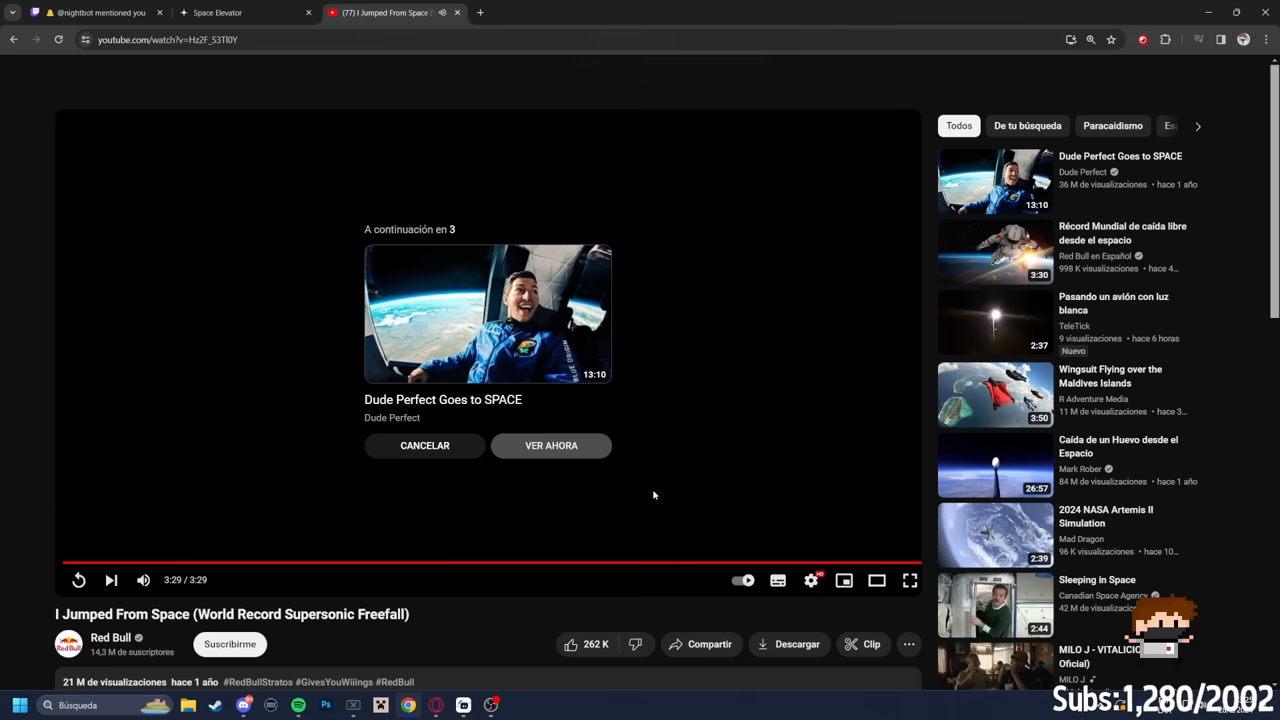 @nightbot mentioned you
Space Elevator
(77) I Jumped From Space (
youtube.com/watch?v=Hz2F_S3Tl0Y
A continuación en 3
13:10
Dude Perfect Goes to SPACE
Dude Perfect
CANCELAR
VER AHORA
3:29 / 3:29
HD
I Jumped From Space (World Record Supersonic Freefall)
Red Bull
14,3 M de suscriptores
Suscribirme
262 K
Compartir
Descargar
Clip
21 M de visualizaciones hace 1 año #RedBullStratos #GivesYouWiiings #RedBull
Todos
De tu búsqueda
Paracaidismo
Es
Dude Perfect Goes to SPACE
Dude Perfect
36 M de visualizaciones • hace 1 año
13:10
Récord Mundial de caída libre
desde el espacio
Red Bull en Español
998 K visualizaciones • hace 4...
3:30
Pasando un avión con luz
blanca
TeleTick
9 visualizaciones • hace 6 horas
Nuevo
2:37
Wingsuit Flying over the
Maldives Islands
R Adventure Media
11 M de visualizaciones • hace 3...
3:50
Caída de un Huevo desde el
Espacio
Mark Rober
84 M de visualizaciones • hace 1 año
26:57
2024 NASA Artemis II
Simulation
Mad Dragon
96 K visualizaciones • hace 10...
2:39
Sleeping in Space
Canadian Space Agency
42 M de visualizaciones
2:44
MILO J - VITALICIO
Oficial)
MILO J
Subs:1,280/2002
Búsqueda